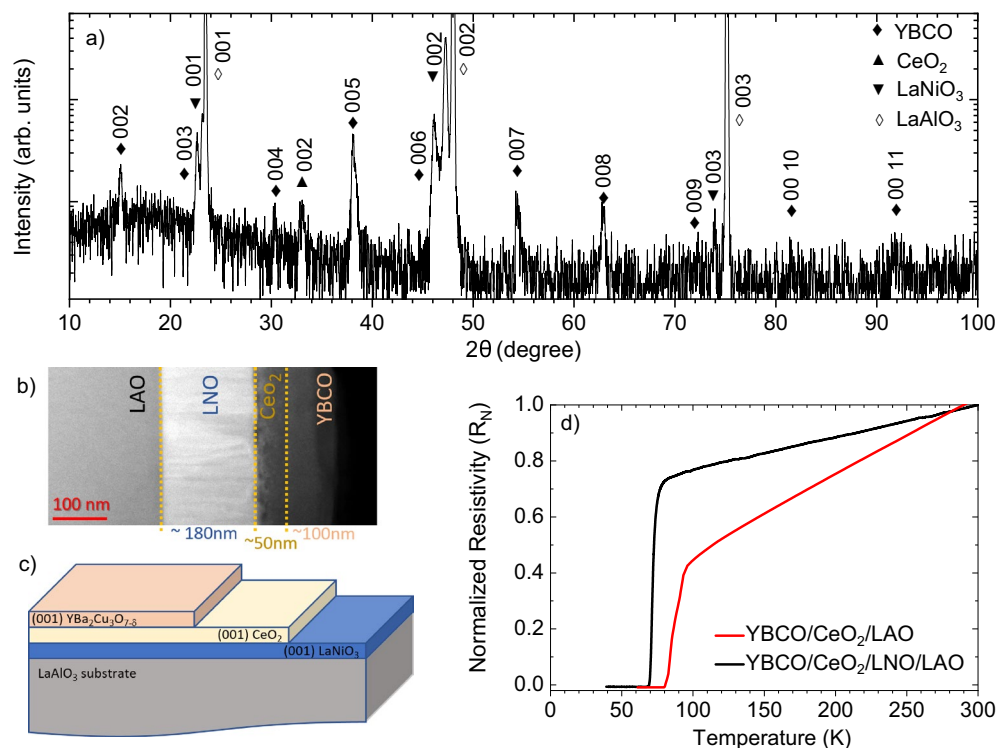 a)
Intensity (arb. units)
◆ YBCO
▲ CeO2
▼ LaNiO3
◇ LaAlO3
002
003
001
001
004
002
005
006
002
002
007
008
009
003
003
00 10
00 11
10 20 30 40 50 60 70 80 90 100
2θ (degree)
b)
LAO
LNO
Ceo2
YBCO
100 nm
~ 180nm
~50nm
~100nm
c)
(001) YBa2Cu3O7-δ
(001) CeO2
(001) LaNiO3
LaAlO3 substrate
d)
Normalized Resistivity (RN)
1.0
0.8
0.6
0.4
0.2
0.0
YBCO/CeO2/LAO
YBCO/CeO2/LNO/LAO
0 50 100 150 200 250 300
Temperature (K)